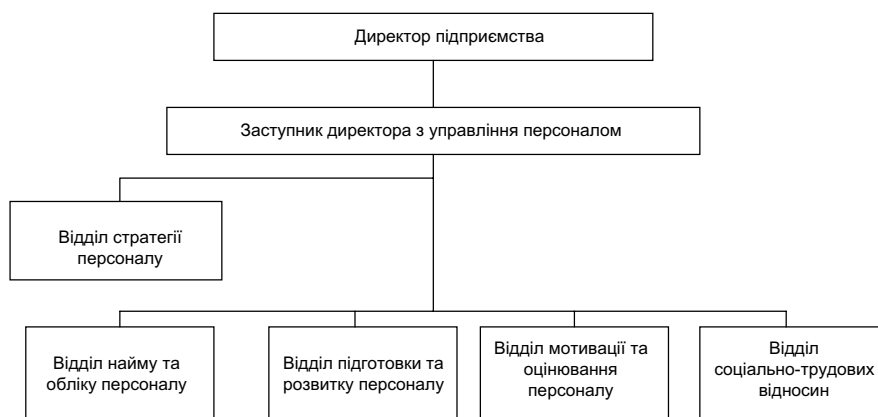 Директор підприємства
Заступник директора з управління персоналом
Відділ стратегії
персоналу
Відділ найму та
обліку персоналу
Відділ підготовки та
розвитку персоналу
Відділ мотивації та
оцінювання
персоналу
Відділ
соціально-трудових
відносин